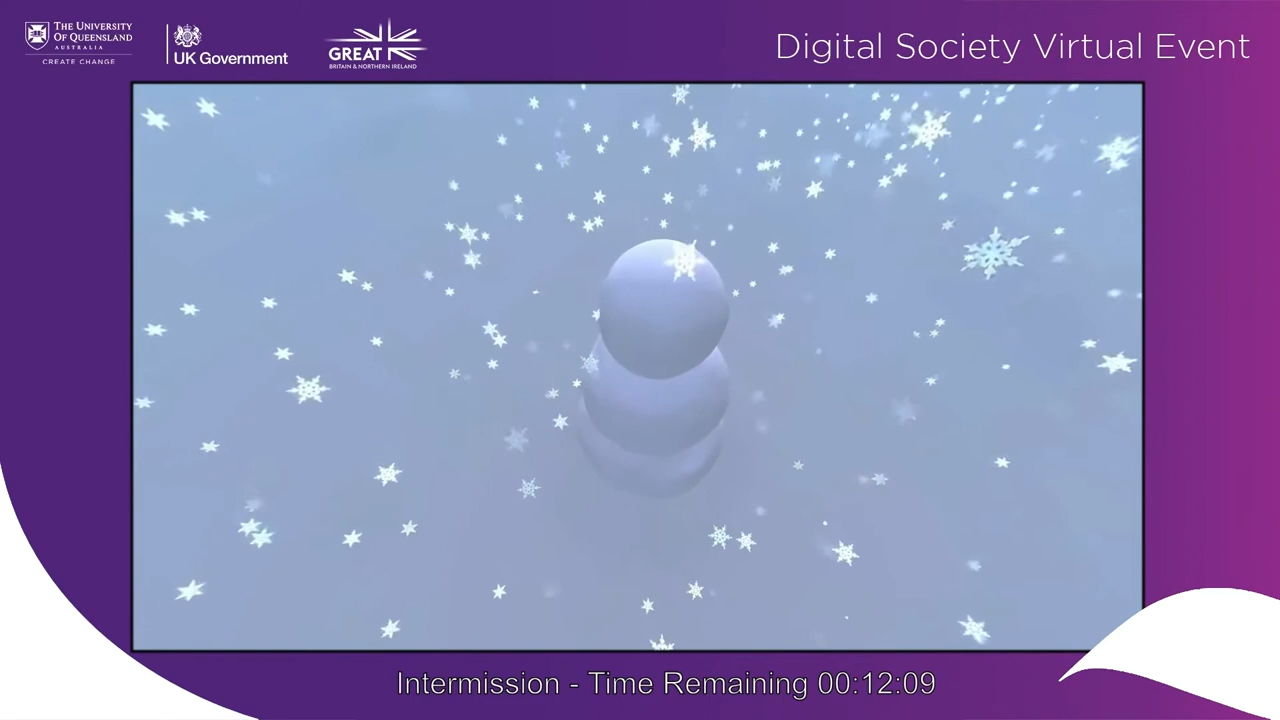 THE UNIVERSITY
OF QUEENSLAND
AUSTRALIA
CREATE CHANGE
UK Government
GREAT
BRITAIN & NORTHERN IRELAND
Digital Society Virtual Event
Intermission - Time Remaining 00:12:09